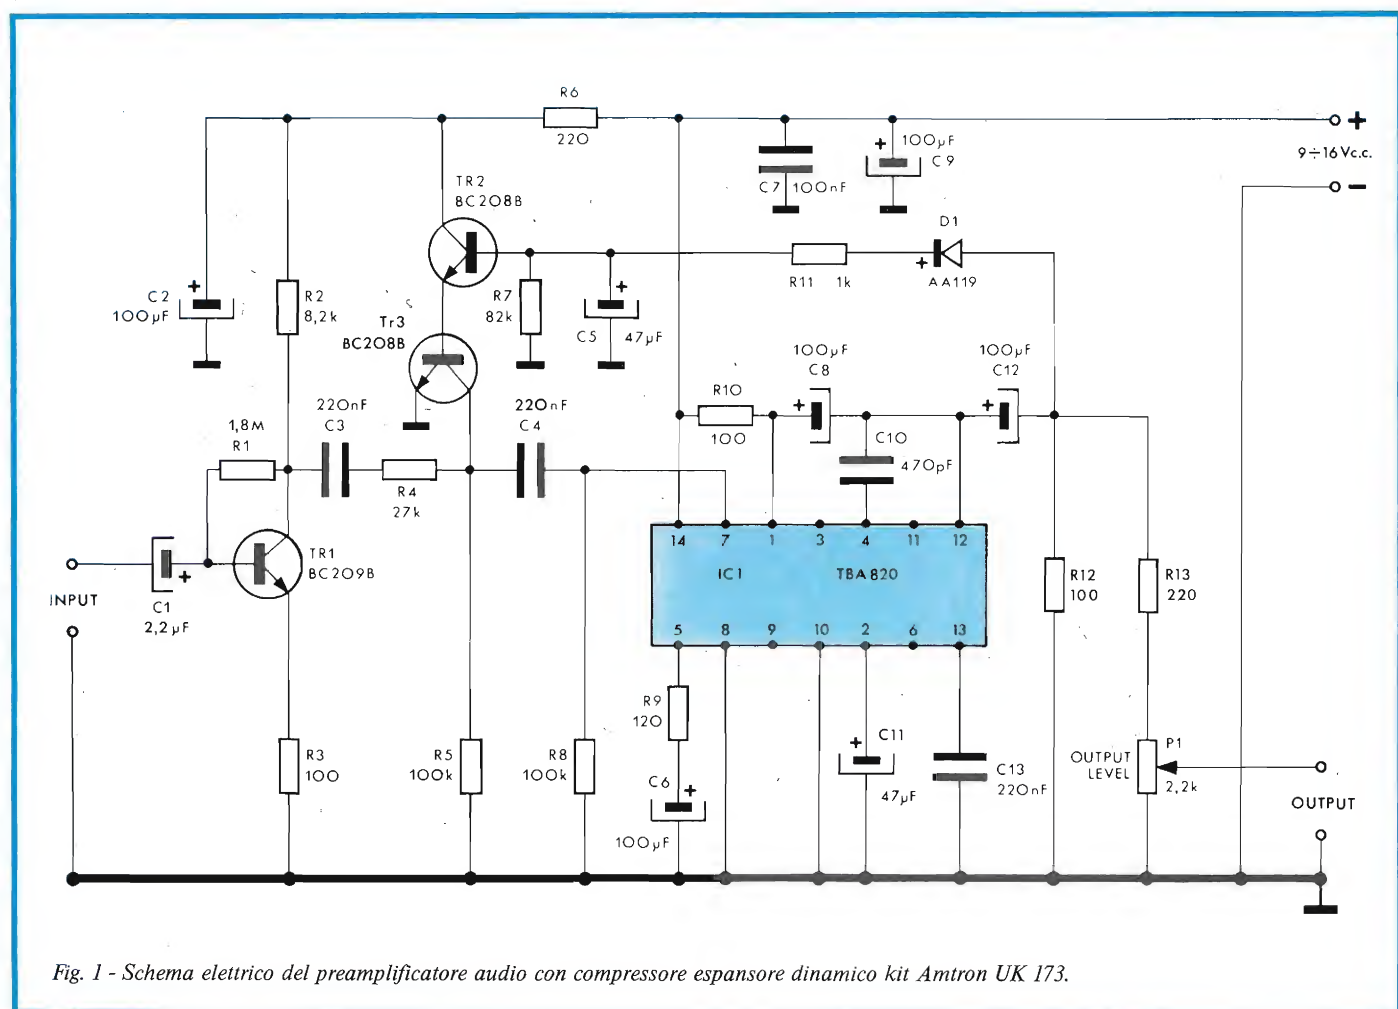 R6
220
100µF
C9
C7 100nF
+
9÷16Vc.c.
−
TR2
BC208B
D1
AA119
R11 1k
C2
100µF
R2
8,2k
Tr3
BC208B
R7
82k
C5 47µF
100µF
C8
100µF
C12
R10
100
1,8M
R1
220nF
C3
220nF
C4
R4
27k
C10
470pF
TR1
BC209B
INPUT
C1
2,2µF
14 7 1 3 4 11 12
IC1 TBA820
5 8 9 10 2 6 13
R12
100
R13
220
R9
120
R3
100
R5
100k
R8
100k
C6
100µF
C11
47µF
C13
220nF
OUTPUT
LEVEL
P1
2,2k
OUTPUT
Fig. 1 - Schema elettrico del preamplificatore audio con compressore espansore dinamico kit Amtron UK 173.